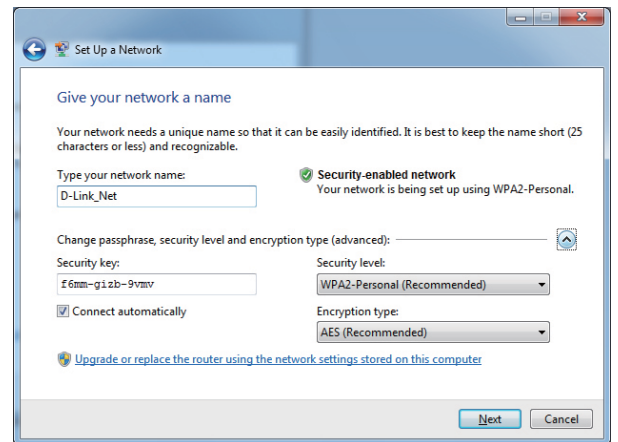 Set Up a Network
Give your network a name
Your network needs a unique name so that it can be easily identified. It is best to keep the name short (25
characters or less) and recognizable.
Type your network name:
D-Link_Net
Security-enabled network
Your network is being set up using WPA2-Personal.
Change passphrase, security level and encryption type (advanced):
Security key:
f6mm-gizb-9vmv
Security level:
WPA2-Personal (Recommended)
Connect automatically
Encryption type:
AES (Recommended)
Upgrade or replace the router using the network settings stored on this computer
Next
Cancel